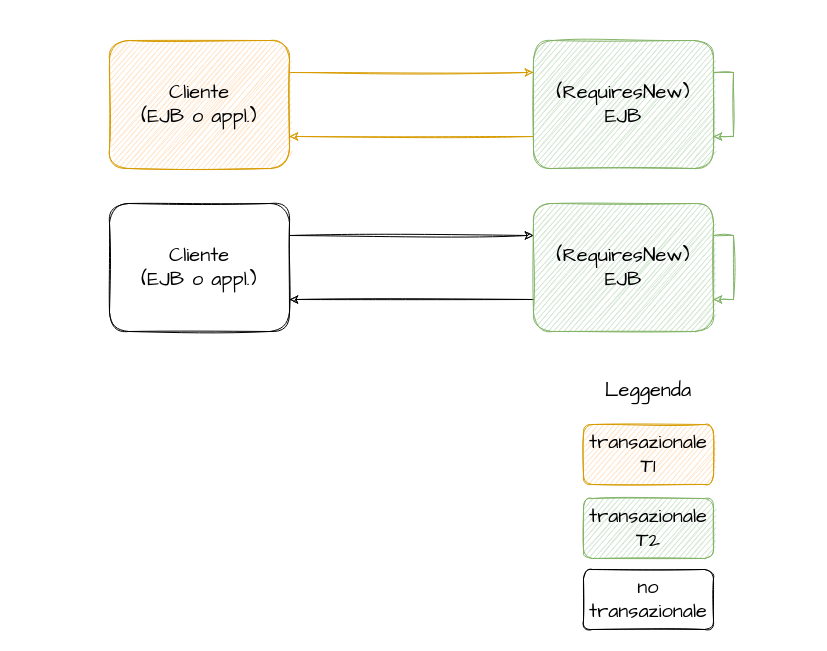 Cliente
(EJB o appl.)
(RequiresNew)
EJB
Cliente
(EJB o appl.)
(RequiresNew)
EJB
Leggenda
transazionale
T1
transazionale
T2
no
transazionale